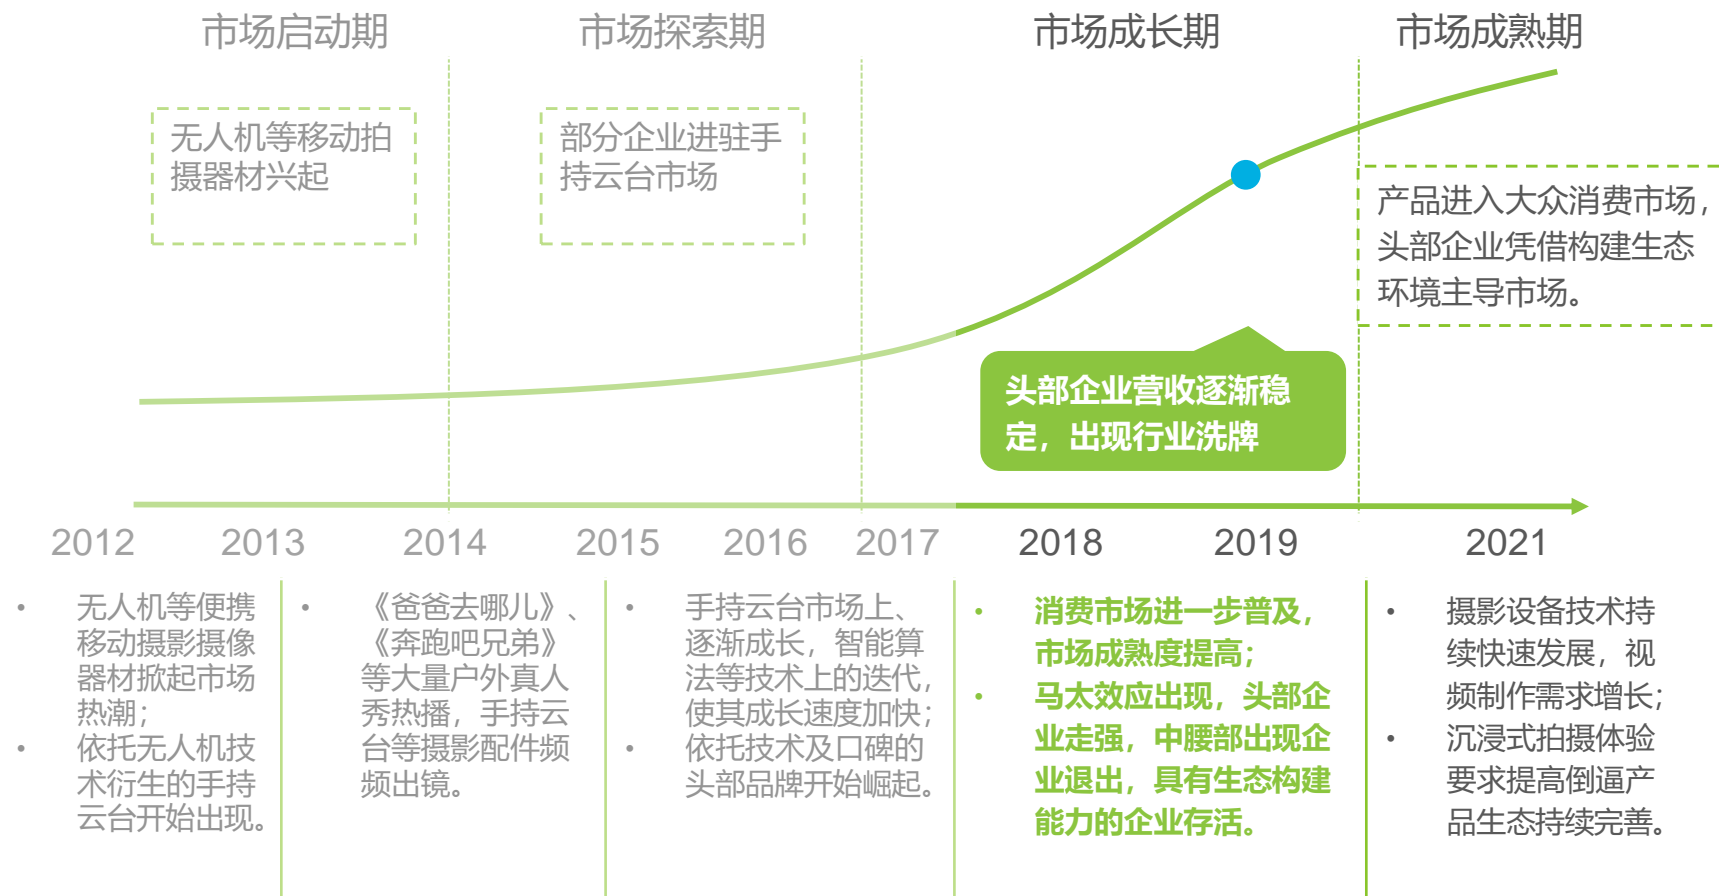 市场启动期
市场探索期
市场成长期
市场成熟期
无人机等移动拍
摄器材兴起
部分企业进驻手
持云台市场
产品进入大众消费市场，
头部企业凭借构建生态
环境主导市场。
头部企业营收逐渐稳
定，出现行业洗牌
2012
2013
2014
2015
2016
2017
2018
2019
2021
• 无人机等便携
移动摄影摄像
器材掀起市场
热潮；
• 依托无人机技
术衍生的手持
云台开始出现。
• 《爸爸去哪儿》、
《奔跑吧兄弟》
等大量户外真人
秀热播，手持云
台等摄影配件频
频出镜。
• 手持云台市场上、
逐渐成长，智能算
法等技术上的迭代，
使其成长速度加快；
• 依托技术及口碑的
头部品牌开始崛起。
• 消费市场进一步普及，
市场成熟度提高；
• 马太效应出现，头部企
业走强，中腰部出现企
业退出，具有生态构建
能力的企业存活。
• 摄影设备技术持
续快速发展，视
频制作需求增长；
• 沉浸式拍摄体验
要求提高倒逼产
品生态持续完善。